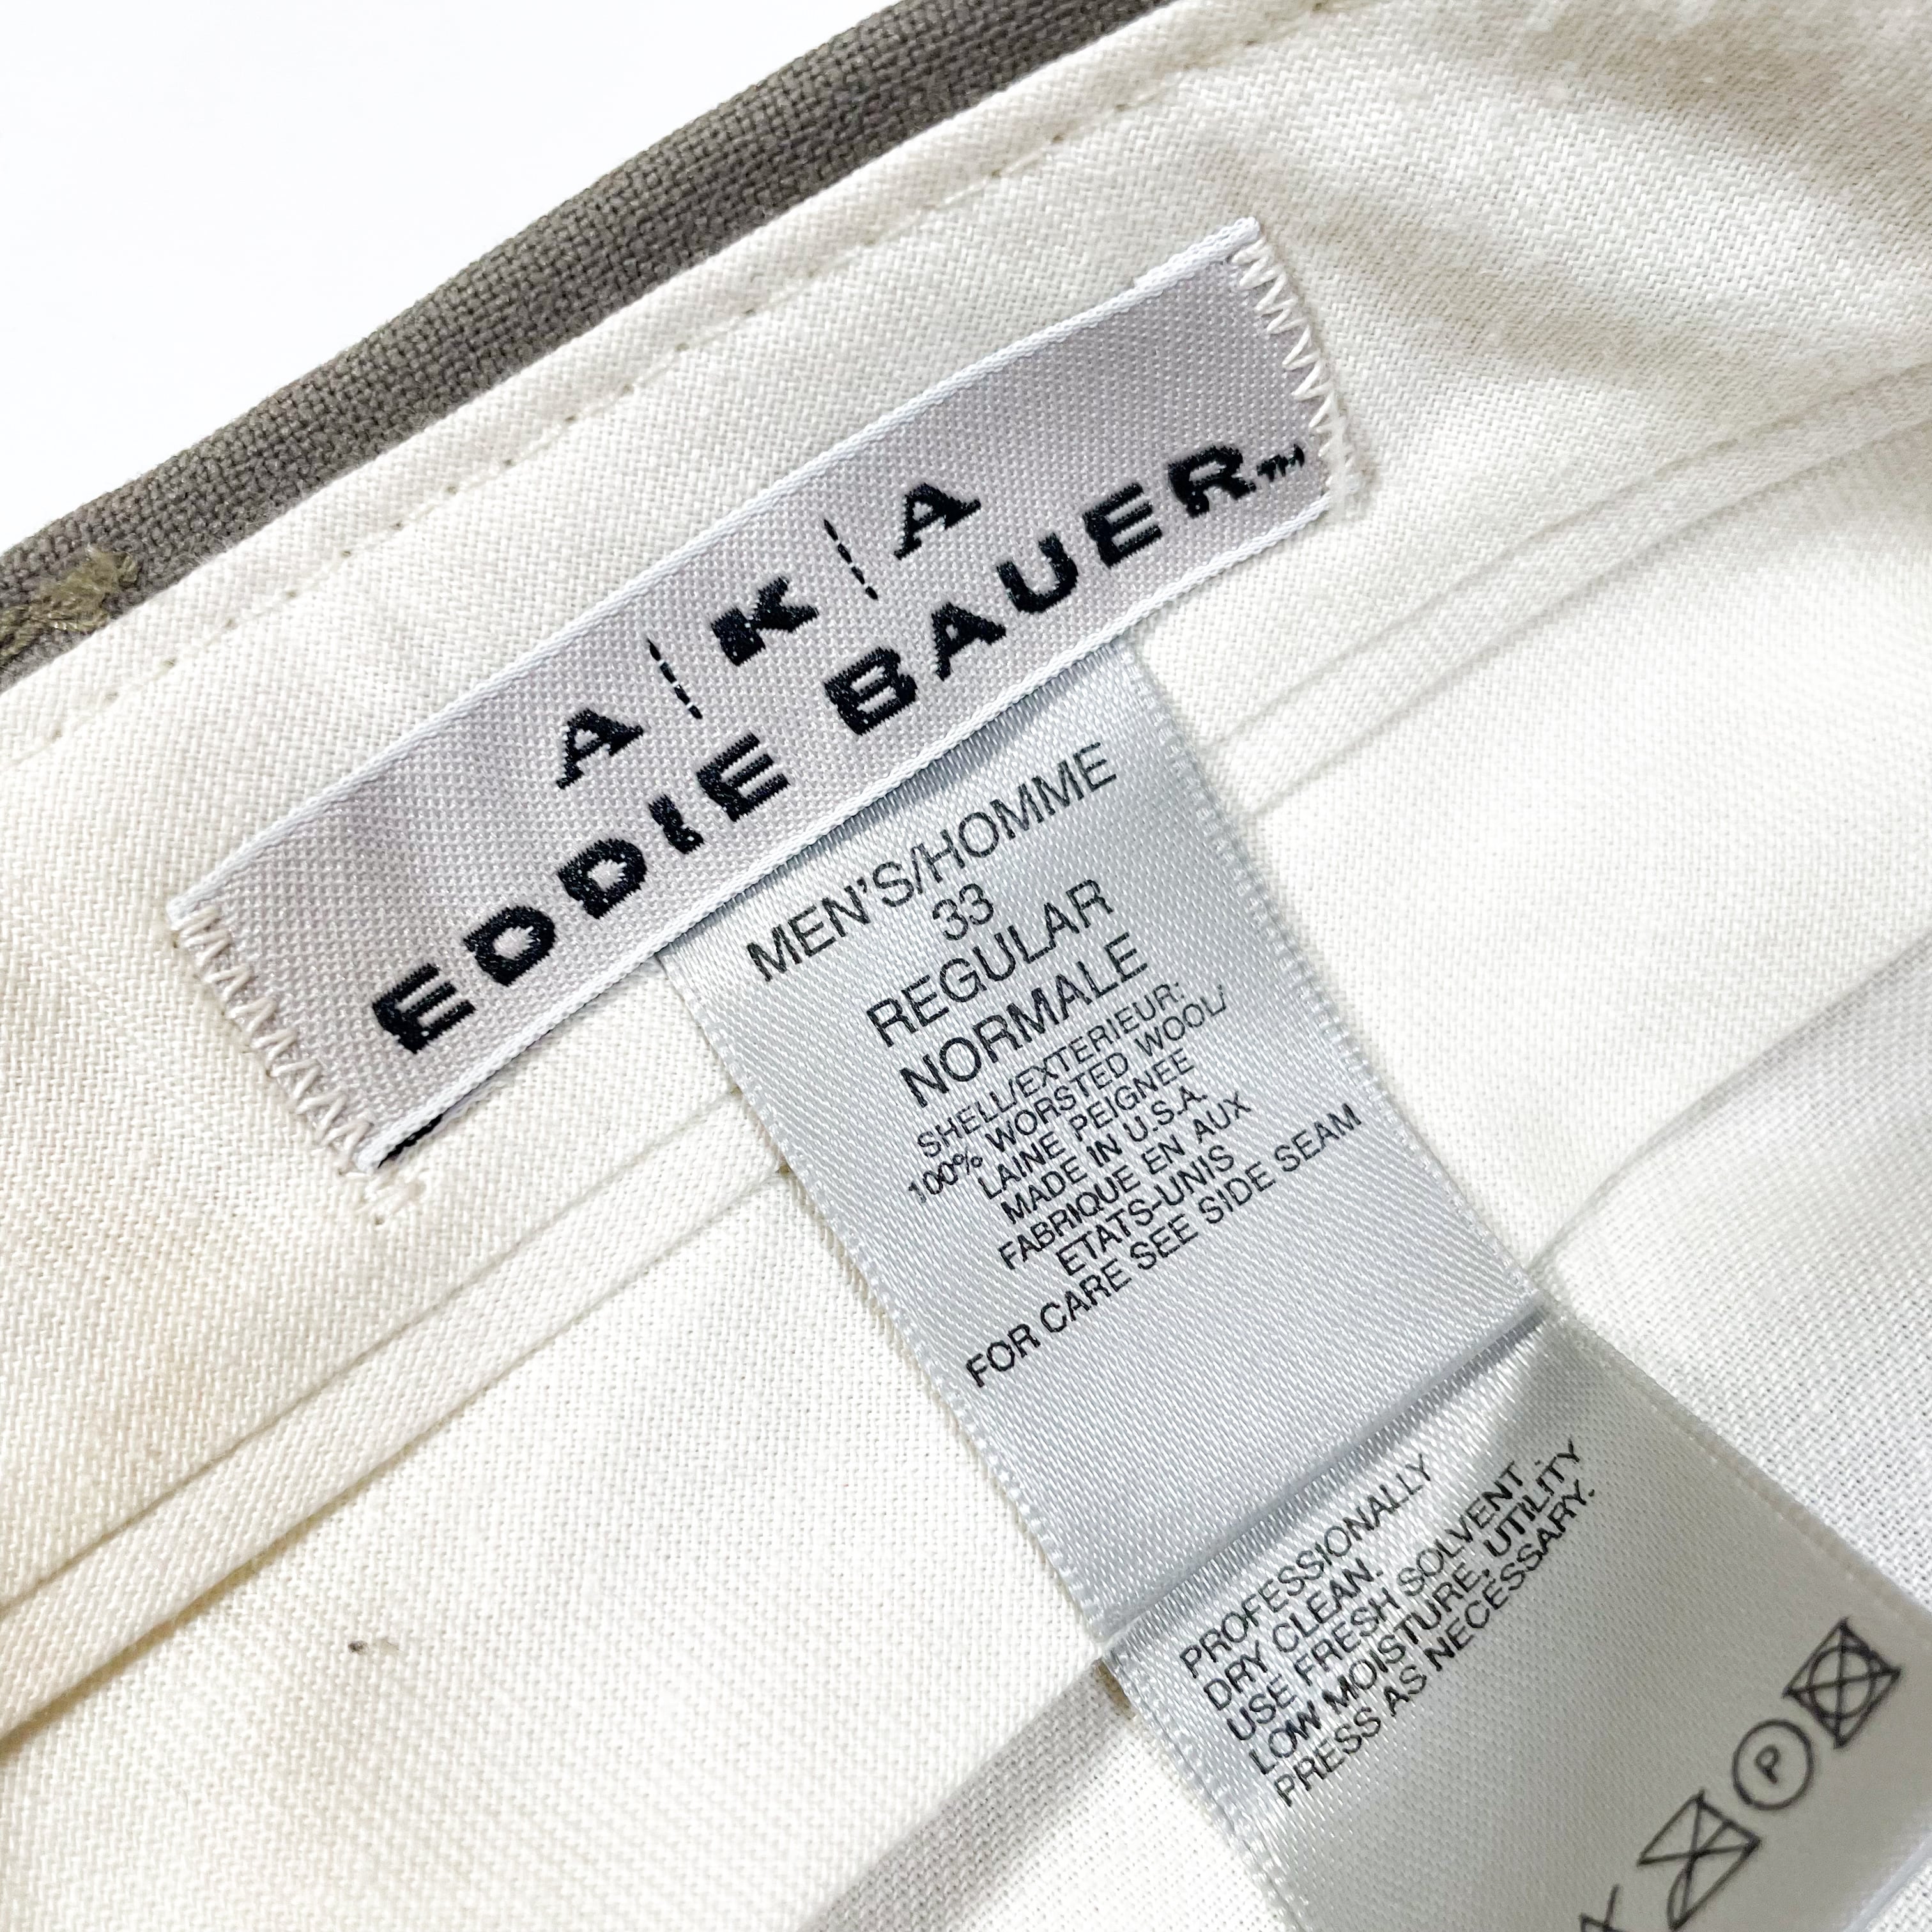 A|K|A
EDDIE BAUER™
MEN'S/HOMME
33
REGULAR
NORMALE
SHELL/EXTERIEUR:
100% WORSTED WOOL/
LAINE PEIGNEE
MADE IN U.S.A.
FABRIQUE EN AUX
ETATS-UNIS
FOR CARE SEE SIDE SEAM
PROFESSIONALLY
DRY CLEAN.
USE FRESH SOLVENT,
LOW MOISTURE, UTILITY
PRESS AS NECESSARY.
P